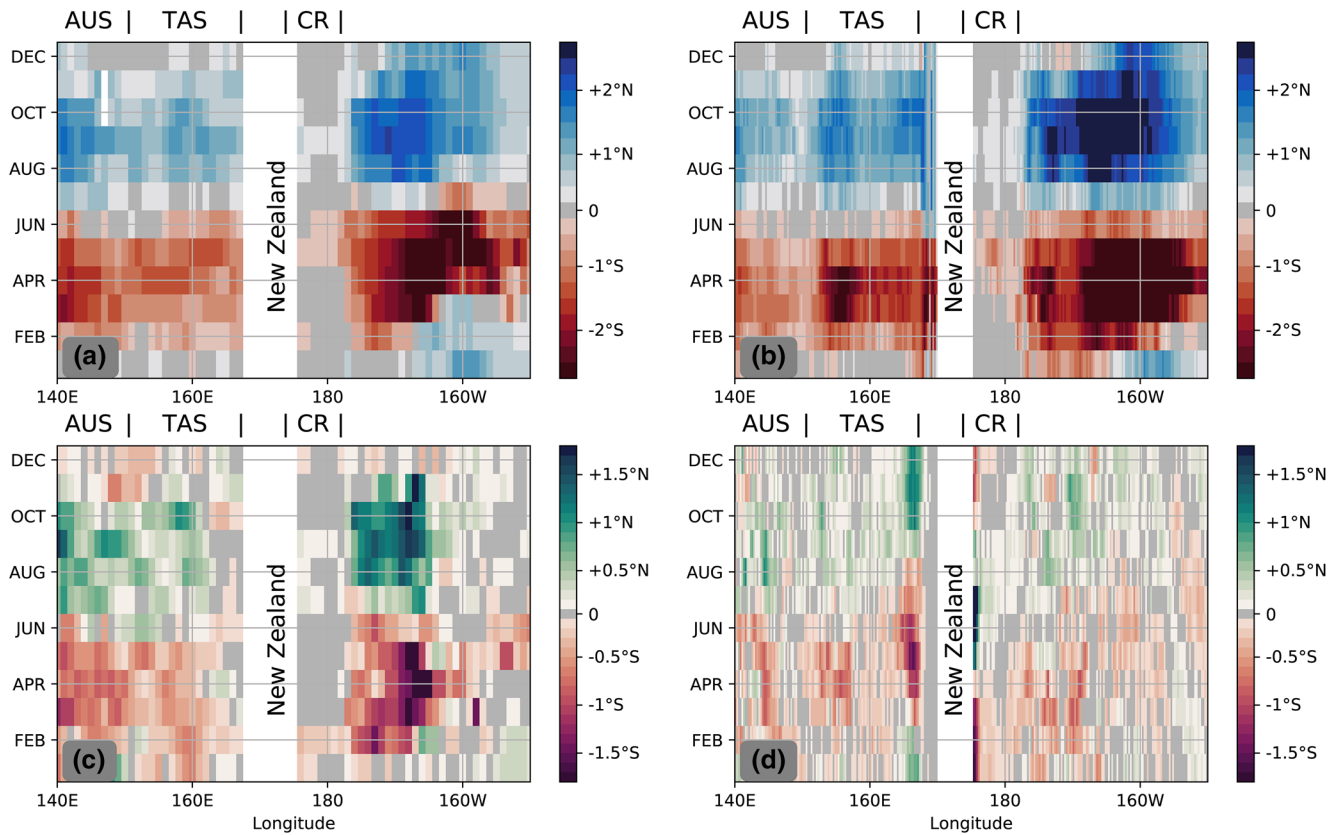 AUS | TAS | | CR |
AUS | TAS | | CR |
DEC
OCT
AUG
JUN
APR
FEB
New Zealand
(a)
140E 160E 180 160W
+2°N
+1°N
0
-1°S
-2°S
DEC
OCT
AUG
JUN
APR
FEB
New Zealand
(b)
140E 160E 180 160W
+2°N
+1°N
0
-1°S
-2°S
AUS | TAS | | CR |
AUS | TAS | | CR |
DEC
OCT
AUG
JUN
APR
FEB
New Zealand
(c)
140E 160E 180 160W
Longitude
+1.5°N
+1°N
+0.5°N
0
-0.5°S
-1°S
-1.5°S
DEC
OCT
AUG
JUN
APR
FEB
New Zealand
(d)
140E 160E 180 160W
Longitude
+1.5°N
+1°N
+0.5°N
0
-0.5°S
-1°S
-1.5°S